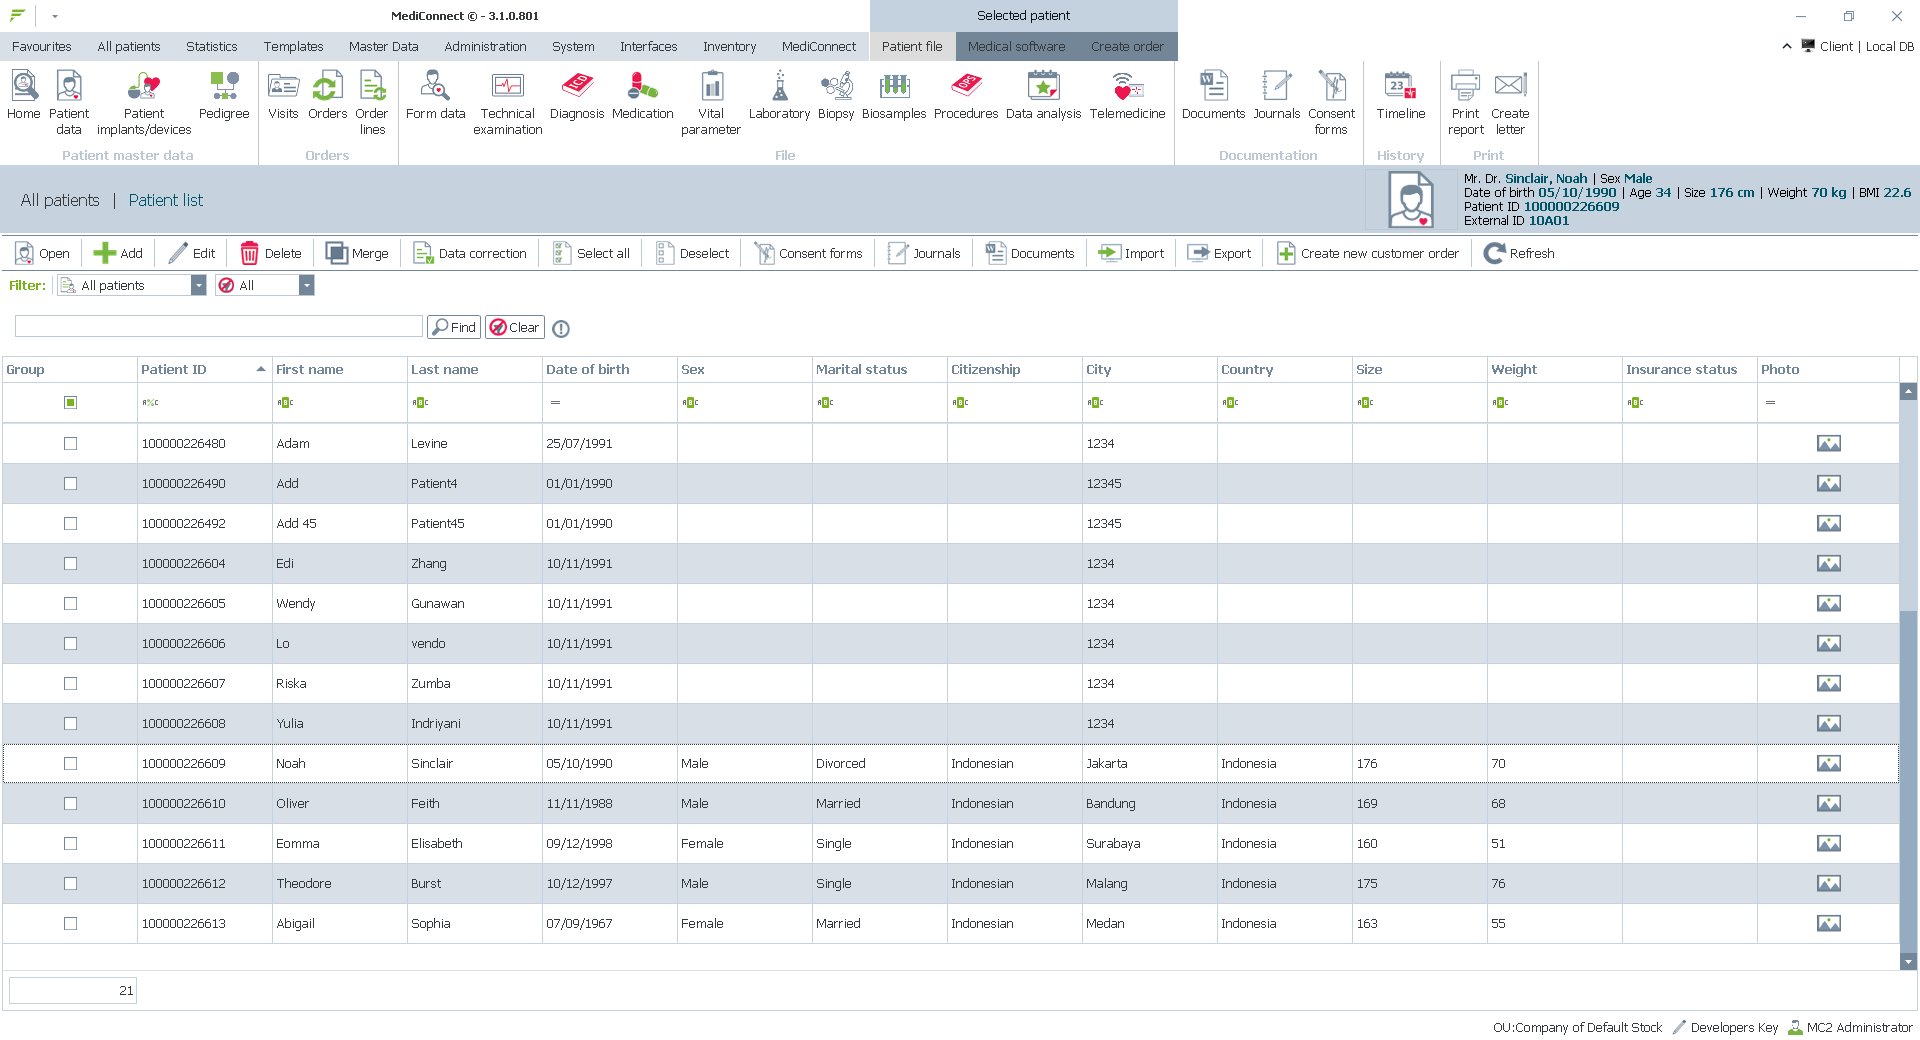 MediConnect © - 3.1.0.801
Selected patient
Favourites All patients Statistics Templates Master Data Administration System Interfaces Inventory MediConnect Patient file Medical software Create order
Client | Local DB
Home Patient data Patient implants/devices Pedigree Visits Orders Order lines Form data Technical examination Diagnosis Medication Vital parameter Laboratory Biopsy Biosamples Procedures Data analysis Telemedicine Documents Journals Consent forms Timeline Print report Create letter
Patient master data Orders File Documentation History Print
All patients | Patient list
Mr. Dr. Sinclair, Noah | Sex Male
Date of birth 05/10/1990 | Age 34 | Size 176 cm | Weight 70 kg | BMI 22.6
Patient ID 100000226609
External ID 10A01
Open Add Edit Delete Merge Data correction Select all Deselect Consent forms Journals Documents Import Export Create new customer order Refresh
Filter: All patients All
Find Clear
Group Patient ID First name Last name Date of birth Sex Marital status Citizenship City Country Size Weight Insurance status Photo
100000226480 Adam Levine 25/07/1991 1234
100000226490 Add Patient4 01/01/1990 12345
100000226492 Add 45 Patient45 01/01/1990 12345
100000226604 Edi Zhang 10/11/1991 1234
100000226605 Wendy Gunawan 10/11/1991 1234
100000226606 Lo vendo 10/11/1991 1234
100000226607 Riska Zumba 10/11/1991 1234
100000226608 Yulia Indriyani 10/11/1991 1234
100000226609 Noah Sinclair 05/10/1990 Male Divorced Indonesian Jakarta Indonesia 176 70
100000226610 Oliver Feith 11/11/1988 Male Married Indonesian Bandung Indonesia 169 68
100000226611 Eomma Elisabeth 09/12/1998 Female Single Indonesian Surabaya Indonesia 160 51
100000226612 Theodore Burst 10/12/1997 Male Single Indonesian Malang Indonesia 175 76
100000226613 Abigail Sophia 07/09/1967 Female Married Indonesian Medan Indonesia 163 55
21
OU:Company of Default Stock Developers Key MC2 Administrator